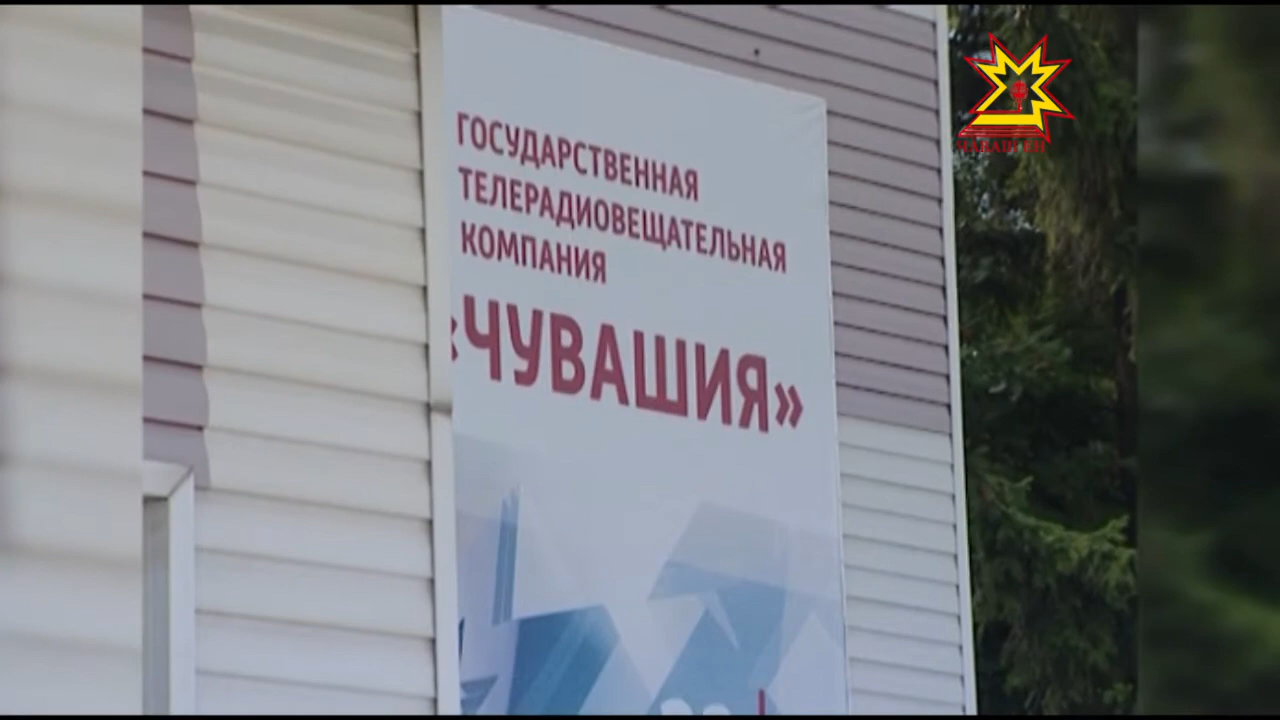 ГОСУДАРСТВЕННАЯ
ТЕЛЕРАДИОВЕЩАТЕЛЬНАЯ
КОМПАНИЯ
«ЧУВАШИЯ»